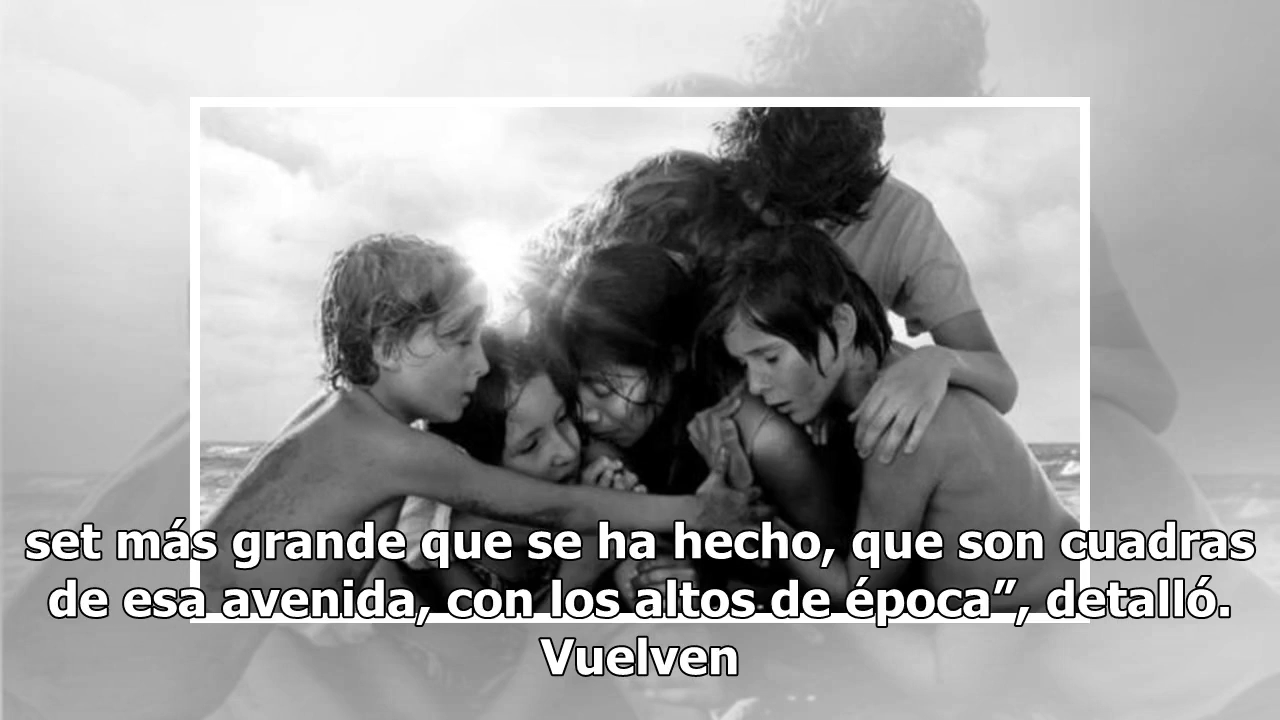 set más grande que se ha hecho, que son cuadras
de esa avenida, con los altos de época”, detalló.
Vuelven